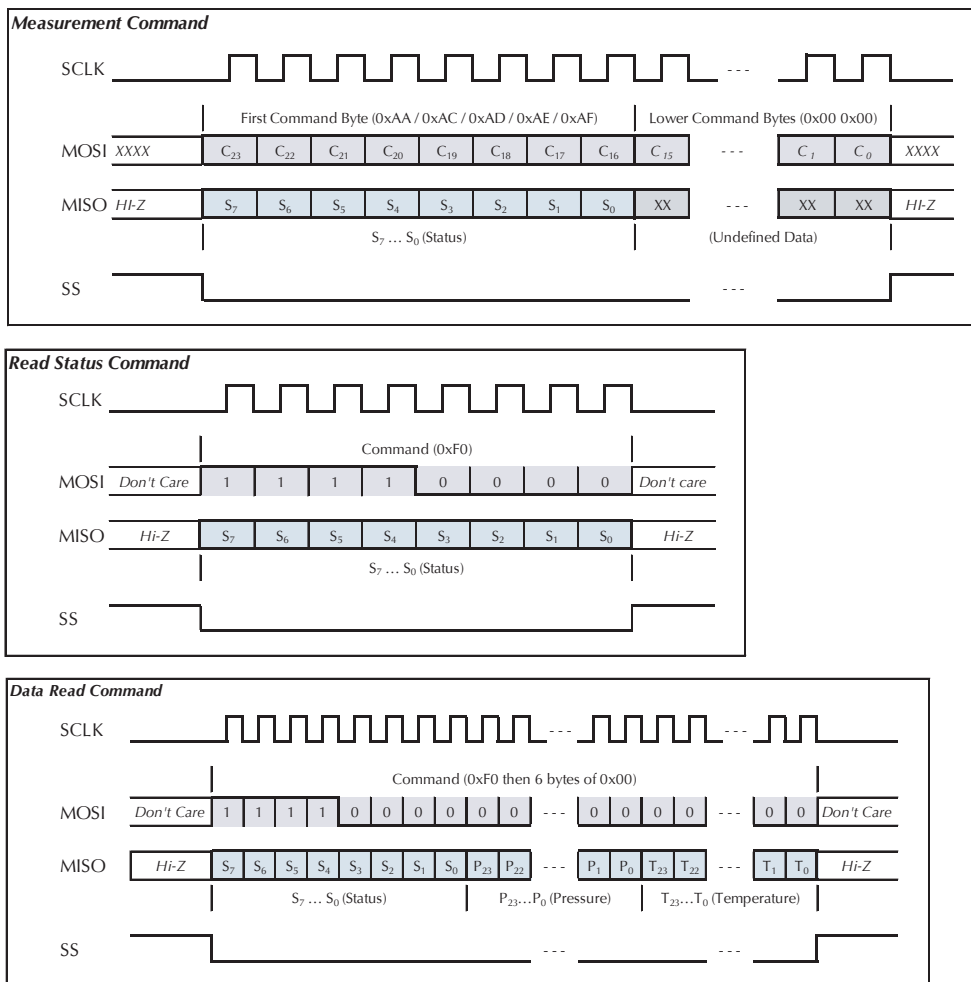 Measurement Command
SCLK
- - -
First Command Byte (0xAA / 0xAC / 0xAD / 0xAE / 0xAF) Lower Command Bytes (0x00 0x00)
MOSI XXXX C23 C22 C21 C20 C19 C18 C17 C16 C15 - - - C1 C0 XXXX
MISO HI-Z S7 S6 S5 S4 S3 S2 S1 S0 XX - - - XX XX HI-Z
S7 … S0 (Status) (Undefined Data)
SS - - -
Read Status Command
SCLK
Command (0xF0)
MOSI Don't Care 1 1 1 1 0 0 0 0 Don't care
MISO Hi-Z S7 S6 S5 S4 S3 S2 S1 S0 Hi-Z
S7 … S0 (Status)
SS
Data Read Command
SCLK - - - - - -
Command (0xF0 then 6 bytes of 0x00)
MOSI Don't Care 1 1 1 1 0 0 0 0 0 0 - - - 0 0 0 0 - - - 0 0 Don't Care
MISO Hi-Z S7 S6 S5 S4 S3 S2 S1 S0 P23 P22 - - - P1 P0 T23 T22 - - - T1 T0 Hi-Z
S7 … S0 (Status) P23…P0 (Pressure) T23…T0 (Temperature)
SS - - - - - -